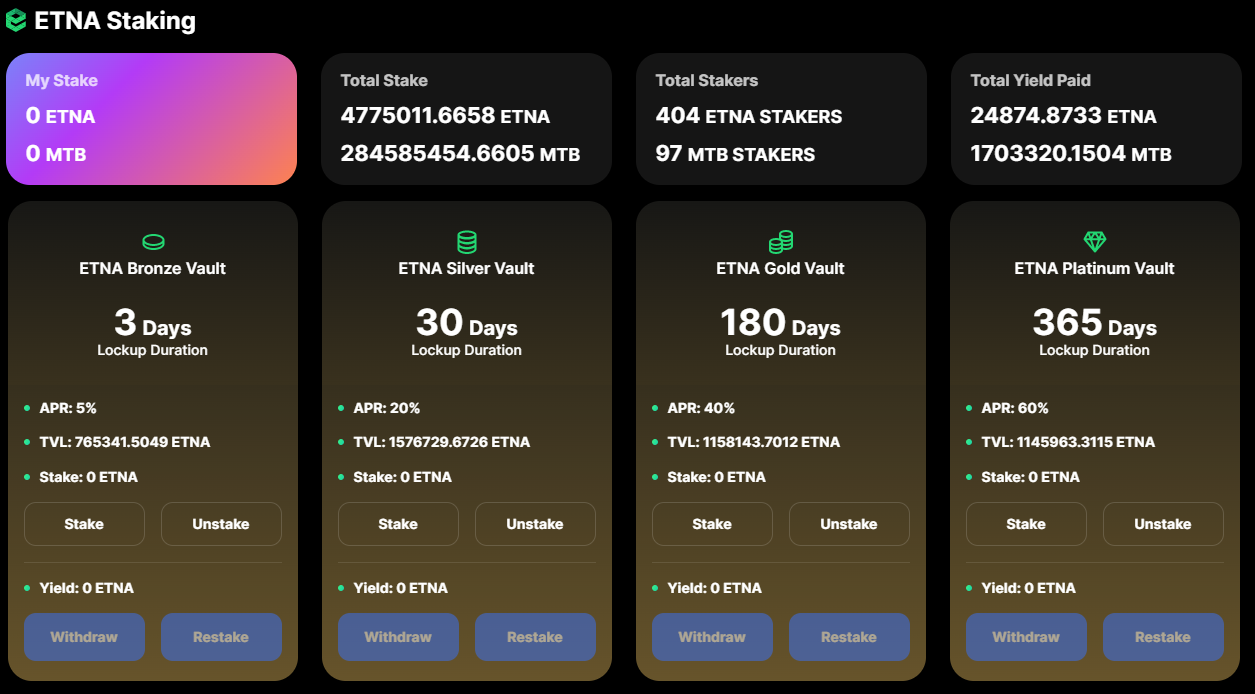 ETNA Staking
My Stake
0 ETNA
0 MTB
Total Stake
4775011.6658 ETNA
284585454.6605 MTB
Total Stakers
404 ETNA STAKERS
97 MTB STAKERS
Total Yield Paid
24874.8733 ETNA
1703320.1504 MTB
ETNA Bronze Vault
3 Days
Lockup Duration
APR: 5%
TVL: 765341.5049 ETNA
Stake: 0 ETNA
Stake Unstake
Yield: 0 ETNA
Withdraw Restake
ETNA Silver Vault
30 Days
Lockup Duration
APR: 20%
TVL: 1576729.6726 ETNA
Stake: 0 ETNA
Stake Unstake
Yield: 0 ETNA
Withdraw Restake
ETNA Gold Vault
180 Days
Lockup Duration
APR: 40%
TVL: 1158143.7012 ETNA
Stake: 0 ETNA
Stake Unstake
Yield: 0 ETNA
Withdraw Restake
ETNA Platinum Vault
365 Days
Lockup Duration
APR: 60%
TVL: 1145963.3115 ETNA
Stake: 0 ETNA
Stake Unstake
Yield: 0 ETNA
Withdraw Restake